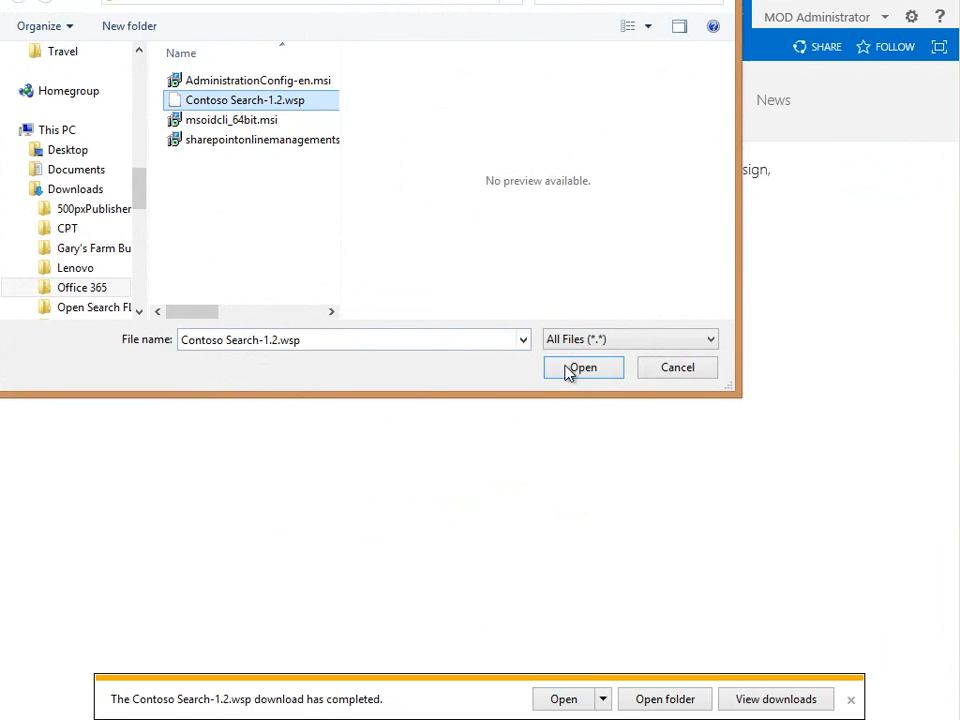 MOD Administrator
?
SHARE
FOLLOW
News
sign,
Organize
New folder
Travel
Homegroup
This PC
Desktop
Documents
Downloads
500pxPublisher
CPT
Gary's Farm Bu
Lenovo
Office 365
Open Search FL
Name
AdministrationConfig-en.msi
Contoso Search-1.2.wsp
msoidcli_64bit.msi
sharepointonlinemanagements
No preview available.
File name:
Contoso Search-1.2.wsp
All Files (*.*)
Open
Cancel
The Contoso Search-1.2.wsp download has completed.
Open
Open folder
View downloads